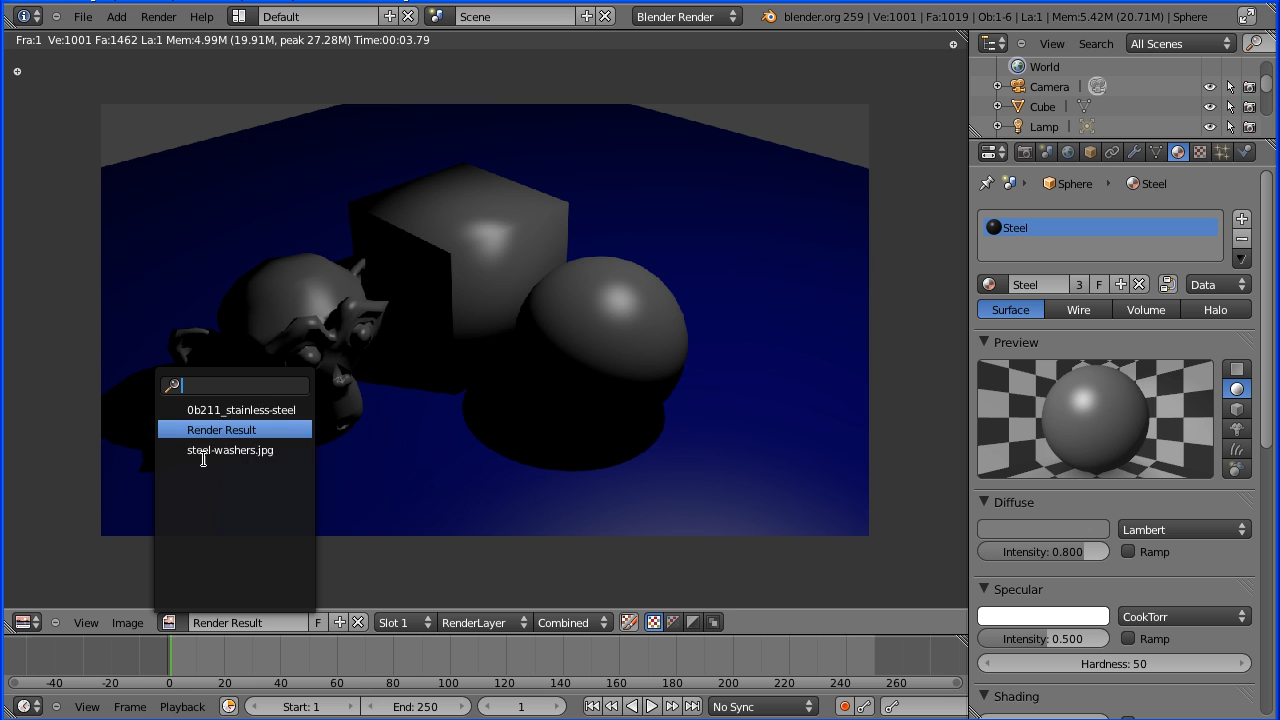 File Add Render Help Default Scene Blender Render blender.org 259 | Ve:1001 | Fa:1019 | Ob:1-6 | La:1 | Mem:5.42M (20.71M) | Sphere
Fra:1 Ve:1001 Fa:1462 La:1 Mem:4.99M (19.91M, peak 27.28M) Time:00:03.79
View Search All Scenes
World
Camera
Cube
Lamp
Sphere Steel
Steel
Steel 3 F Data
Surface Wire Volume Halo
Preview
0b211_stainless-steel
Render Result
steel-washers.jpg
Diffuse
Lambert
Intensity: 0.800 Ramp
Specular
CookTorr
Intensity: 0.500 Ramp
Hardness: 50
Shading
View Image Render Result F Slot 1 RenderLayer Combined
-40 -20 0 20 40 60 80 100 120 140 160 180 200 220 240 260
View Frame Playback Start: 1 End: 250 1 No Sync